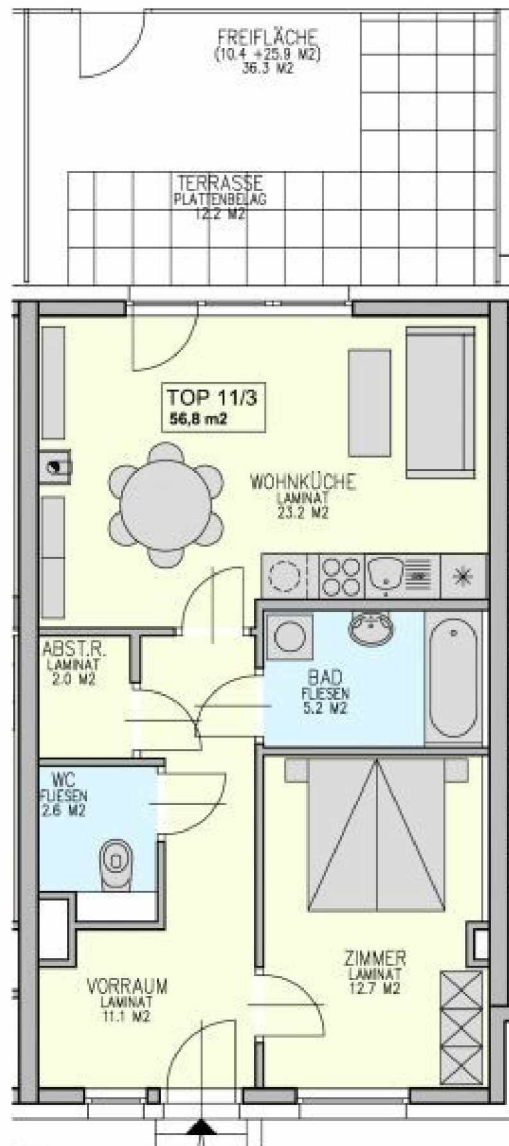 FREIFLÄCHE
(10.4 +25.9 M2)
36.3 M2
TERRASSE
PLATTENBELAG
12.2 M2
TOP 11/3
56,8 m2
WOHNKÜCHE
LAMINAT
23.2 M2
ABST.R.
LAMINAT
2.0 M2
BAD
FLIESEN
5.2 M2
WC
FLIESEN
2.6 M2
ZIMMER
LAMINAT
12.7 M2
VORRAUM
LAMINAT
11.1 M2